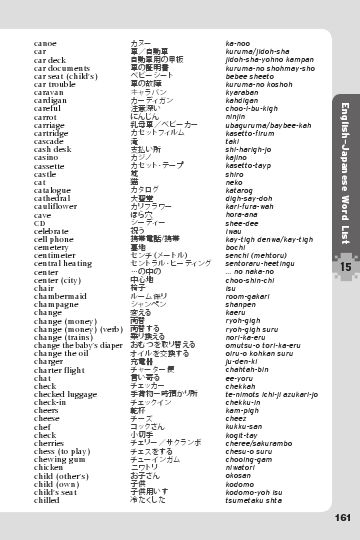 canoe カヌー ka-noo
car 車／自動車 kuruma/jidoh-sha
car deck 自動車用の甲板 jidoh-sha-yohno kampan
car documents 車の証明書 kuruma-no shohmay-sho
car seat (child's) ベビーシート bebee sheeto
car trouble 車の故障 kuruma-no koshoh
caravan キャラバン kyaraban
cardigan カーディガン kahdigan
careful 注意深い choo-i-bu-kigh
carrot にんじん ninjin
carriage 乳母車／ベビーカー ubaguruma/baybee-kah
cartridge カセットフィルム kasetto-firum
cascade 滝 taki
cash desk 支払い所 shi-harigh-jo
casino カジノ kajino
cassette カセット・テープ kasetto-tayp
castle 城 shiro
cat 猫 neko
catalogue カタログ katarog
cathedral 大聖堂 digh-say-doh
cauliflower カリフラワー kari-fura-wah
cave ほら穴 hora-ana
CD シーディー shee-dee
celebrate 祝う iwau
cell phone 携帯電話/携帯 kay-tigh denwa/kay-tigh
cemetery 墓地 bochi
centimeter センチ(メートル) senchi (mehtoru)
central heating セントラル・ヒーティング sentoraru-heetingu
center …の中の ... no naka-no
center (city) 中心地 choo-shin-chi
chair 椅子 isu
chambermaid ルーム係り room-gakari
champagne シャンペン shanpen
change 変える kaeru
change (money) 両替 ryoh-gigh
change (money) (verb) 両替する ryoh-gigh suru
change (trains) 乗り換える nori-ka-eru
change the baby's diaper おむつを取り替える omutsu-o tori-ka-eru
change the oil オイルを交換する oiru-o kohkan suru
charger 充電器 ju-den-ki
charter flight チャーター便 chahtah-bin
chat 言い寄る ee-yoru
check チェッカー chekkah
checked luggage 手荷物一時預かり所 te-nimots ich-ji azukari-jo
check-in チェックイン chekku-in
cheers 乾杯 kam-pigh
cheese チーズ cheez
chef コックさん kukku-san
check 小切手 kogit-tay
cherries チェリー／サクランボ cheree/sakurambo
chess (to play) チェスをする chesu-o suru
chewing gum チューインガム chooing-gam
chicken ニワトリ niwatori
child (other's) お子さん okosan
child (own) 子供 kodomo
child's seat 子供用いす kodomo-yoh isu
chilled 冷たくした tsumetaku shta
English–Japanese Word List
15
161